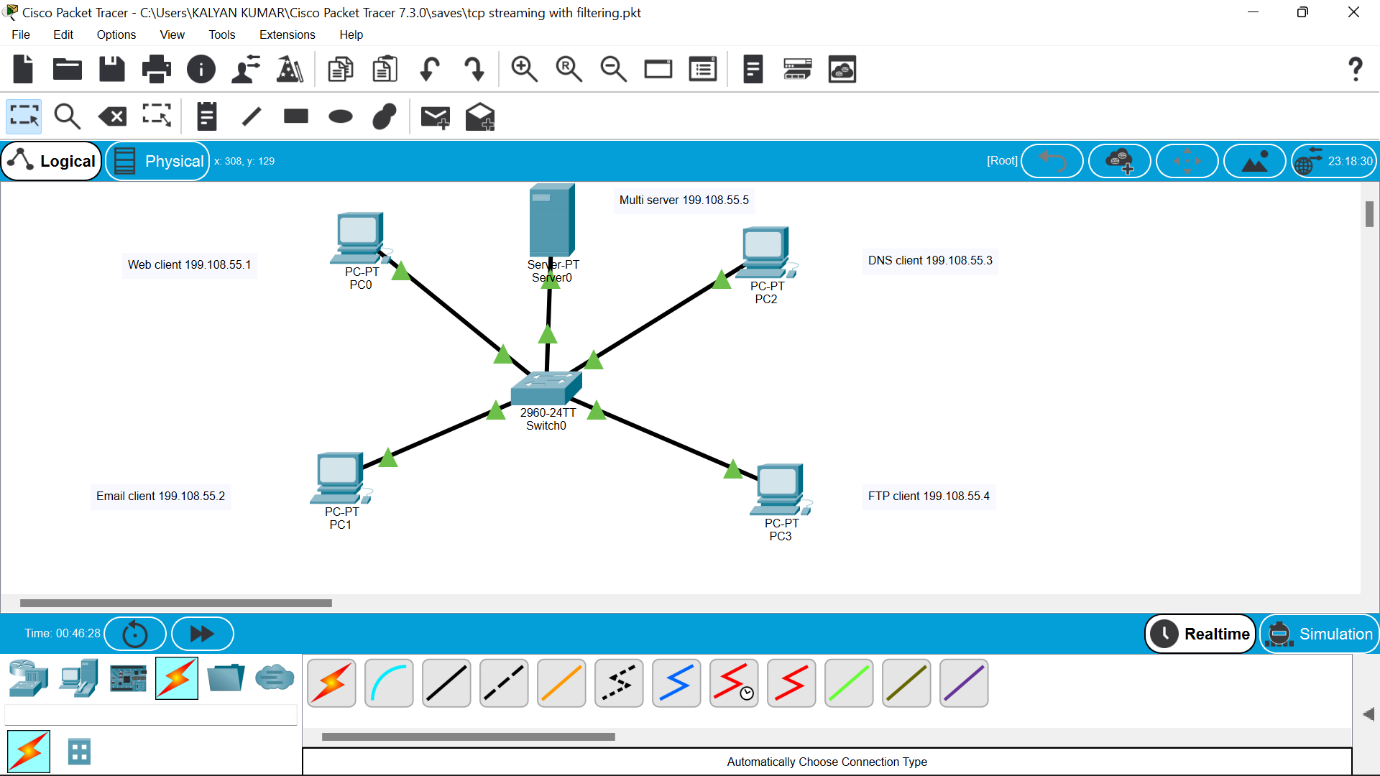 Cisco Packet Tracer - C:\Users\KALYAN KUMAR\Cisco Packet Tracer 7.3.0\saves\tcp streaming with filtering.pkt
File Edit Options View Tools Extensions Help
Logical
Physical
x: 308, y: 129
[Root]
23:18:30
Multi server 199.108.55.5
Web client 199.108.55.1
PC-PT
PC0
Server-PT
Server0
PC-PT
PC2
DNS client 199.108.55.3
2960-24TT
Switch0
Email client 199.108.55.2
PC-PT
PC1
PC-PT
PC3
FTP client 199.108.55.4
Time: 00:46:28
Realtime
Simulation
Automatically Choose Connection Type